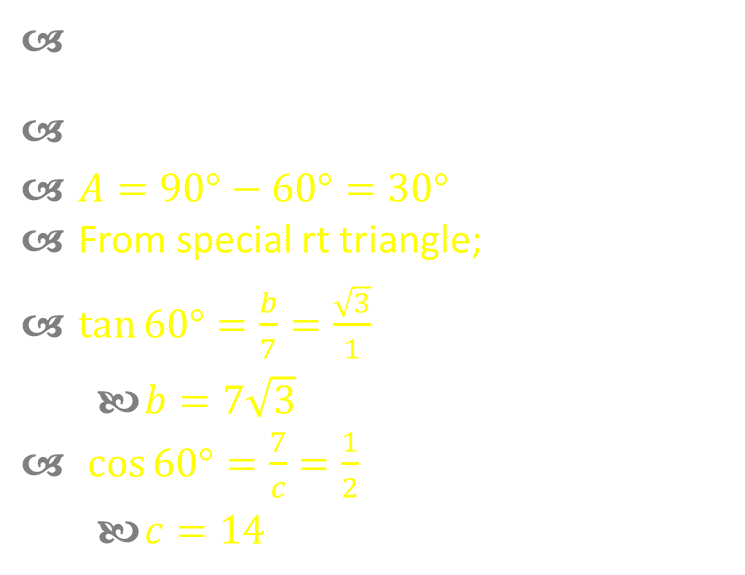 A = 90° − 60° = 30°
From special rt triangle;
tan 60° = b/7 = √3/1
b = 7√3
cos 60° = 7/c = 1/2
c = 14